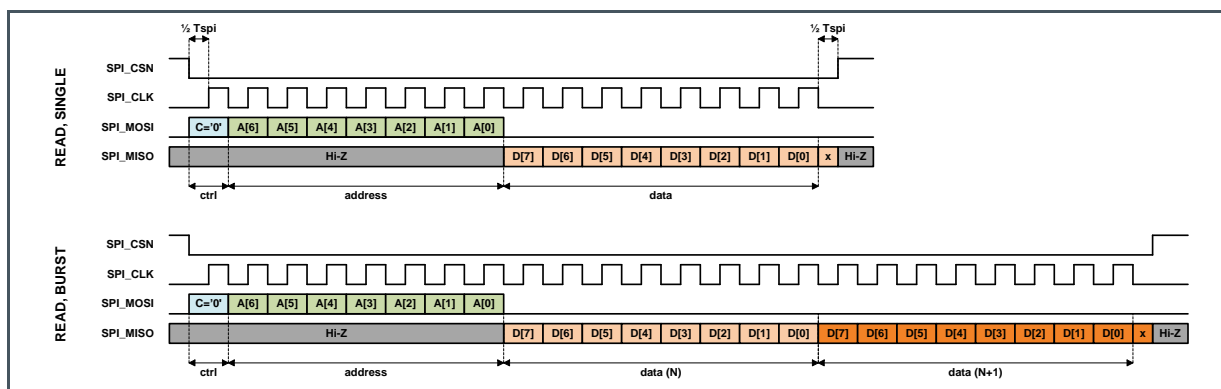 ½ Tspi ½ Tspi
READ, SINGLE
SPI_CSN
SPI_CLK
SPI_MOSI C='0' A[6] A[5] A[4] A[3] A[2] A[1] A[0]
SPI_MISO Hi-Z D[7] D[6] D[5] D[4] D[3] D[2] D[1] D[0] x Hi-Z
ctrl address data
READ, BURST
SPI_CSN
SPI_CLK
SPI_MOSI C='0' A[6] A[5] A[4] A[3] A[2] A[1] A[0]
SPI_MISO Hi-Z D[7] D[6] D[5] D[4] D[3] D[2] D[1] D[0] D[7] D[6] D[5] D[4] D[3] D[2] D[1] D[0] x Hi-Z
ctrl address data (N) data (N+1)